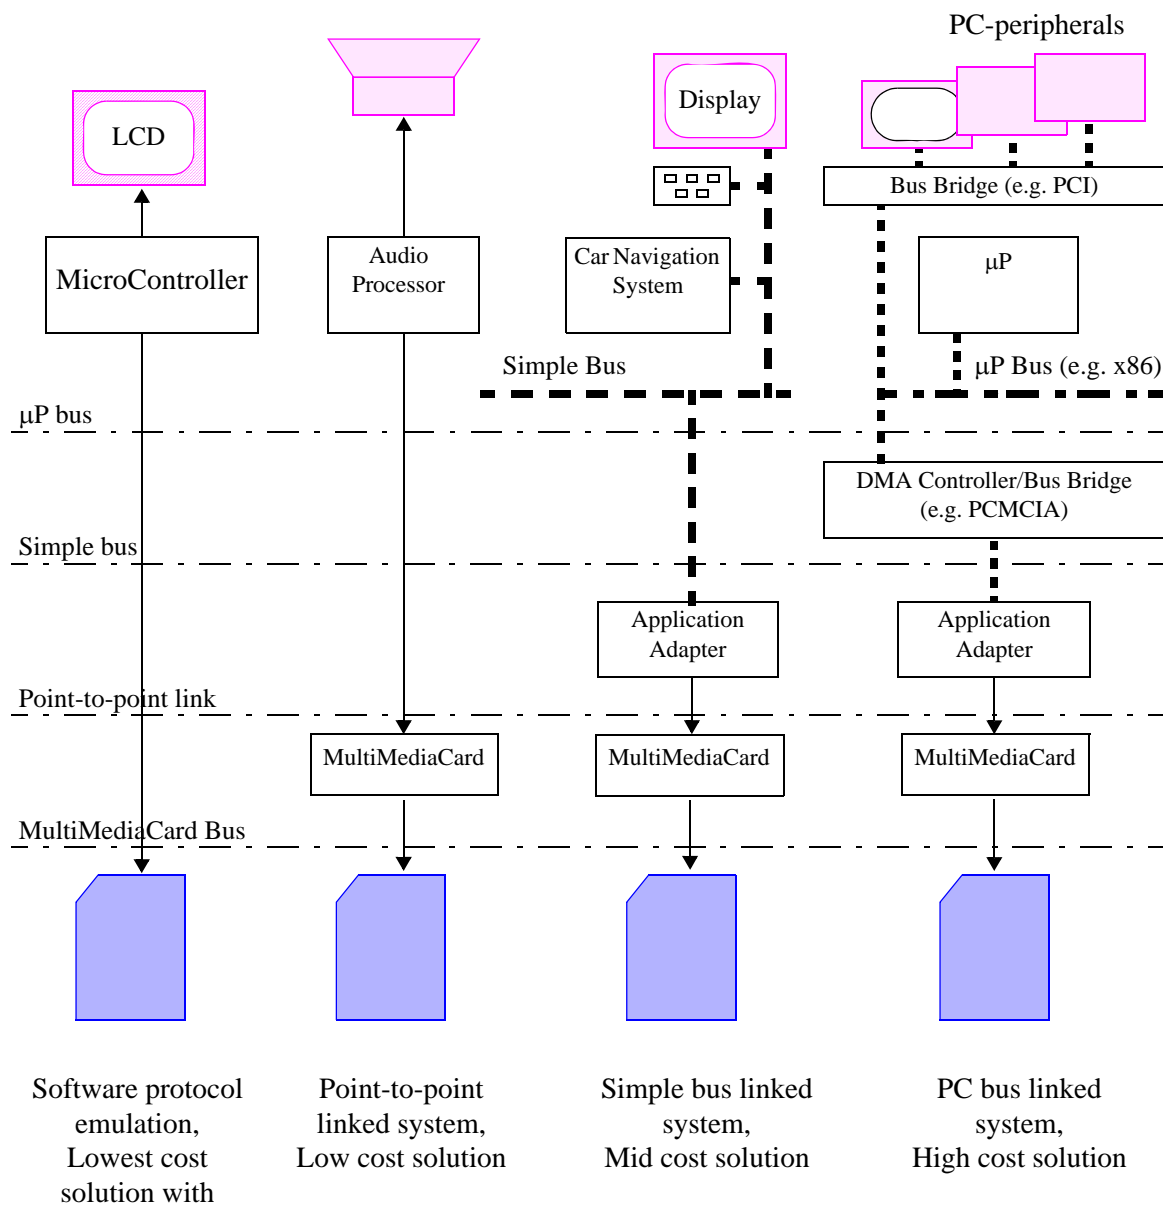 PC-peripherals
LCD
Display
Bus Bridge (e.g. PCI)
MicroController
Audio
Processor
Car Navigation
System
μP
Simple Bus
μP Bus (e.g. x86)
μP bus
DMA Controller/Bus Bridge
(e.g. PCMCIA)
Simple bus
Application
Adapter
Application
Adapter
Point-to-point link
MultiMediaCard
MultiMediaCard
MultiMediaCard
MultiMediaCard Bus
Software protocol
emulation,
Lowest cost
solution with
Point-to-point
linked system,
Low cost solution
Simple bus linked
system,
Mid cost solution
PC bus linked
system,
High cost solution